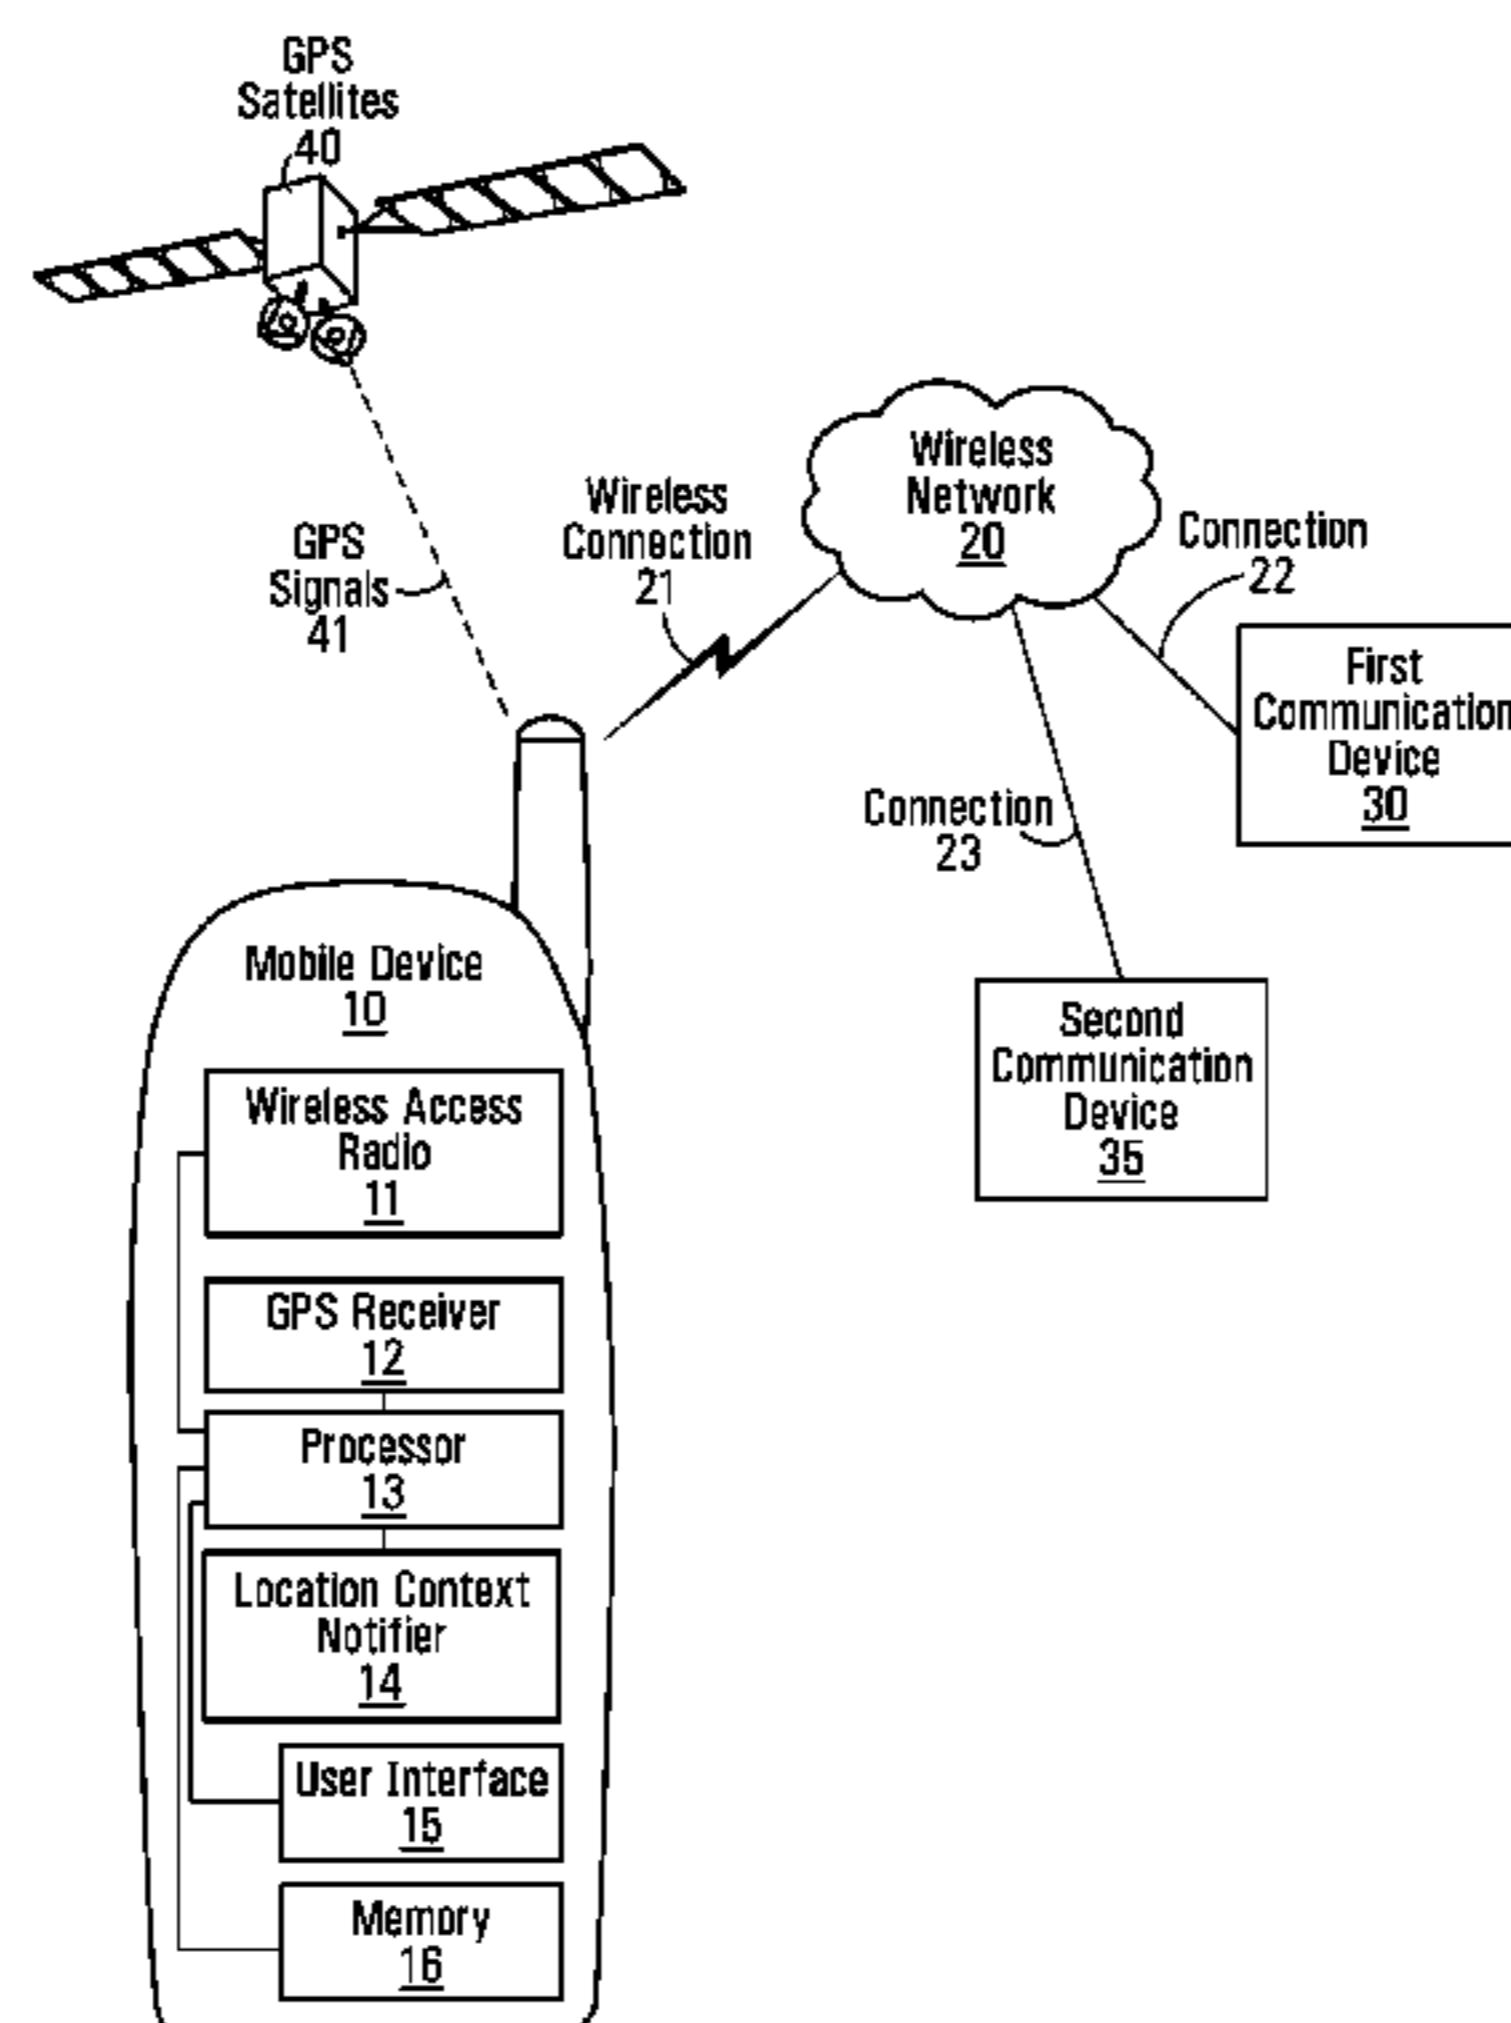 GPS
Satellites
40
GPS
Signals
41
Wireless
Connection
21
Wireless
Network
20
Connection
22
First
Communication
Device
30
Connection
23
Second
Communication
Device
35
Mobile Device
10
Wireless Access
Radio
11
GPS Receiver
12
Processor
13
Location Context
Notifier
14
User Interface
15
Memory
16